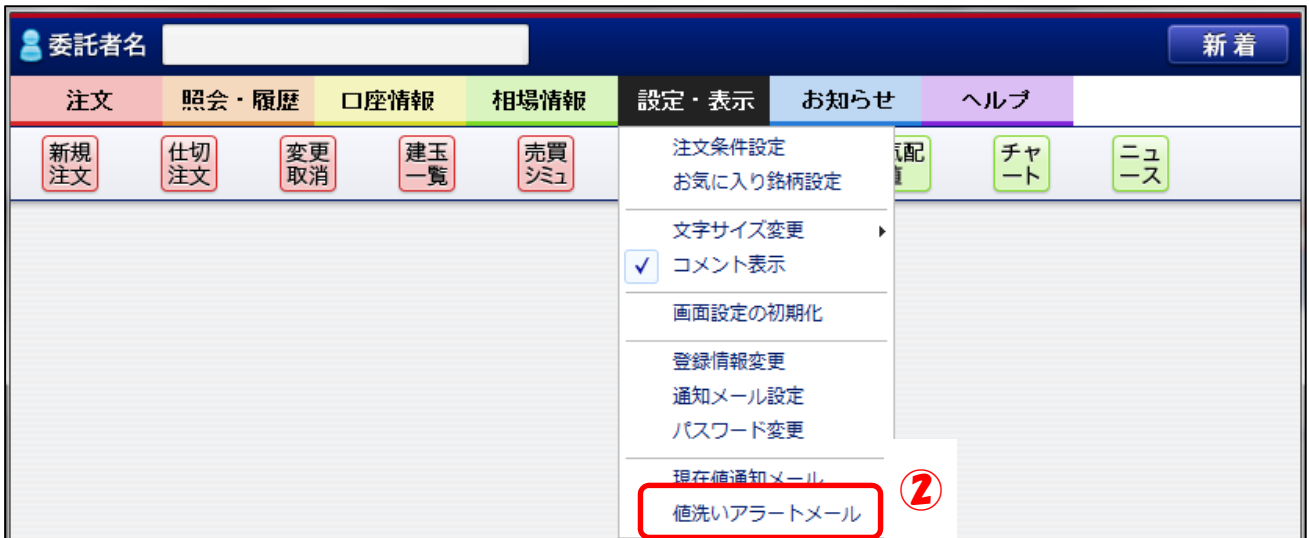 委託者名
新着
注文 照会・履歴 口座情報 相場情報 設定・表示 お知らせ ヘルプ
新規
注文
仕切
注文
変更
取消
建玉
一覧
売買
シミュ
気配
値
チャ
ート
ニュ
ース
注文条件設定
お気に入り銘柄設定
文字サイズ変更
コメント表示
画面設定の初期化
登録情報変更
通知メール設定
パスワード変更
現在値通知メール
値洗いアラートメール
②